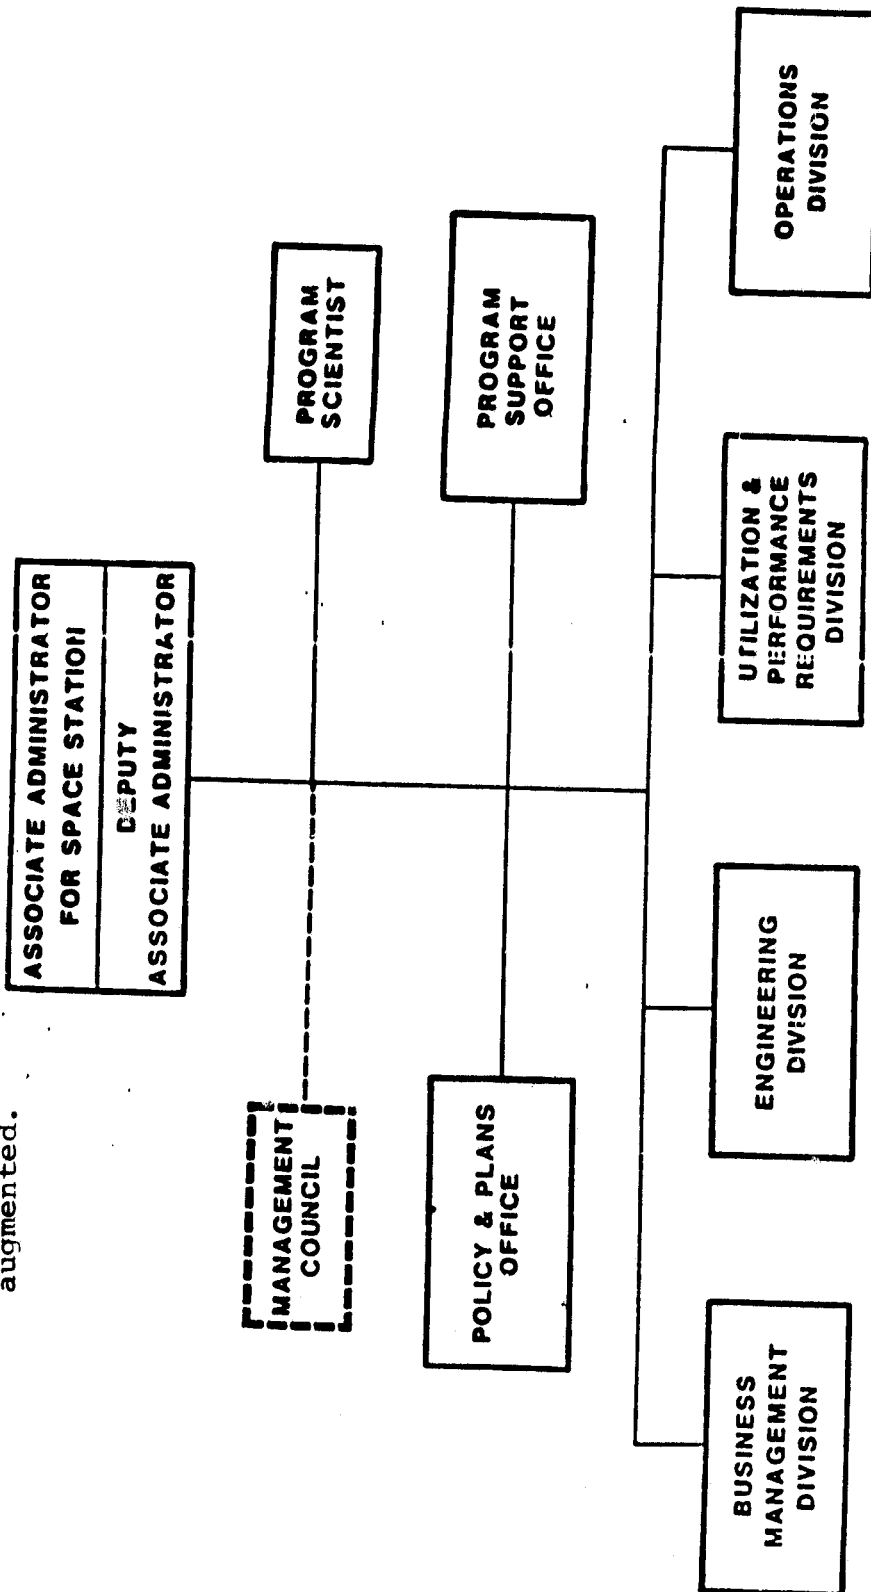 augmented.
ASSOCIATE ADMINISTRATOR
FOR SPACE STATION
DEPUTY
ASSOCIATE ADMINISTRATOR
MANAGEMENT
COUNCIL
PROGRAM
SCIENTIST
POLICY & PLANS
OFFICE
PROGRAM
SUPPORT
OFFICE
BUSINESS
MANAGEMENT
DIVISION
ENGINEERING
DIVISION
UTILIZATION &
PERFORMANCE
REQUIREMENTS
DIVISION
OPERATIONS
DIVISION